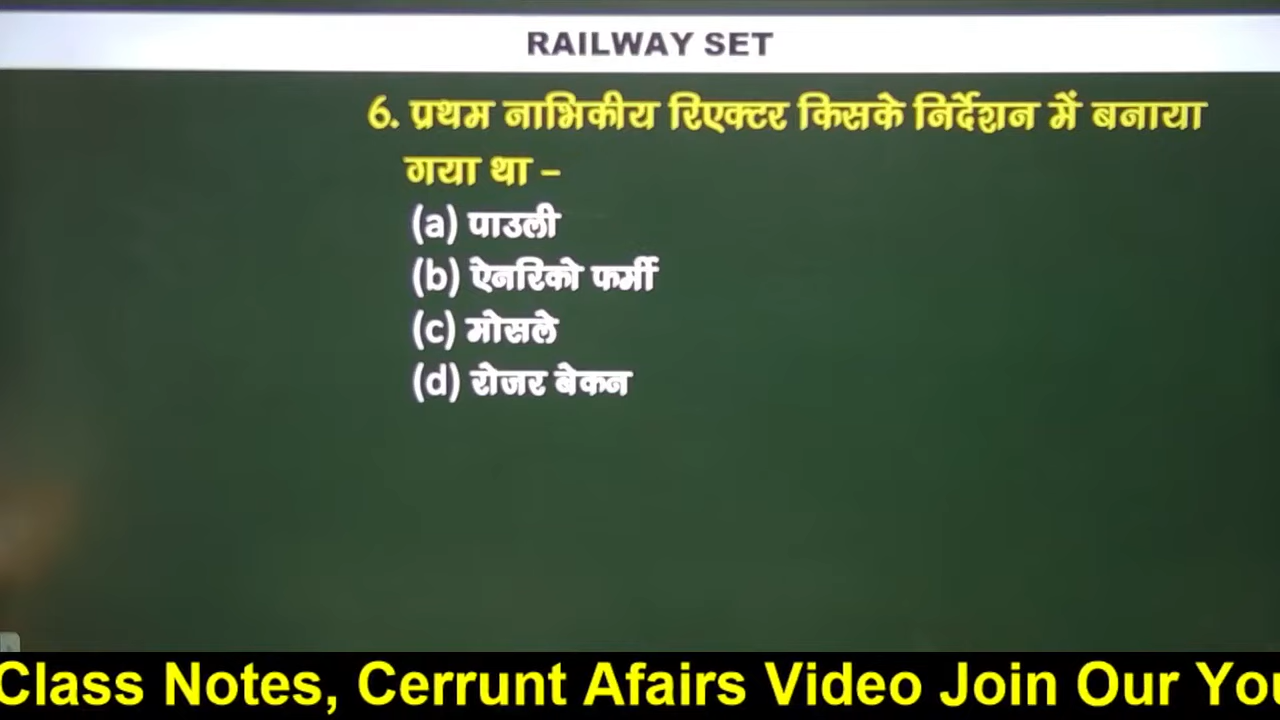 RAILWAY SET
6. प्रथम नाभिकीय रिएक्टर किसके निर्देशन में बनाया
गया था –
(a) पाउली
(b) ऐनरिको फर्मी
(c) मोसले
(d) रोजर बेकन
Class Notes, Cerrunt Afairs Video Join Our You